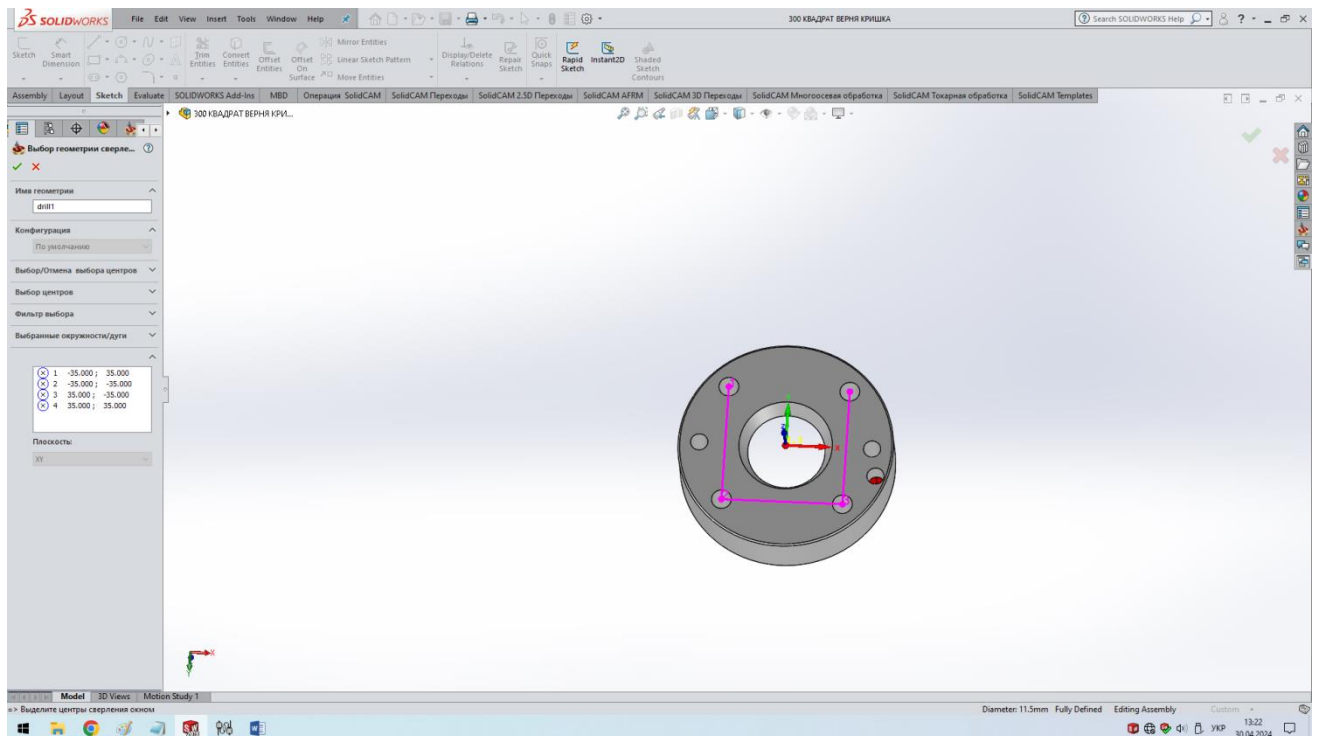 SOLIDWORKS File Edit View Insert Tools Window Help 300 КВАДРАТ ВЕРНЯ КРИШКА Search SOLIDWORKS Help
Sketch Smart Dimension Trim Entities Convert Entities Offset Entities Offset On Surface Mirror Entities Linear Sketch Pattern Move Entities Display/Delete Relations Repair Sketch Quick Snaps Rapid Sketch Instant2D Shaded Sketch Contours
Assembly Layout Sketch Evaluate SOLIDWORKS Add-Ins MBD Операция SolidCAM SolidCAM Переходы SolidCAM 2.5D Переходы SolidCAM AFRM SolidCAM 3D Переходы SolidCAM Многоосевая обработка SolidCAM Токарная обработка SolidCAM Templates
300 КВАДРАТ ВЕРНЯ КРИ...
Выбор геометрии сверле...
Имя геометрии
drill1
Конфигурация
По умолчанию
Выбор/Отмена выбора центров
Выбор центров
Фильтр выбора
Выбранные окружности/дуги
1 -35.000 ; 35.000
2 -35.000 ; -35.000
3 35.000 ; -35.000
4 35.000 ; 35.000
Плоскость:
XY
X
Y
Model 3D Views Motion Study 1
=> Выделите центры сверления окном Diameter: 11.5mm Fully Defined Editing Assembly Custom
УКР 13:22
30.04.2024